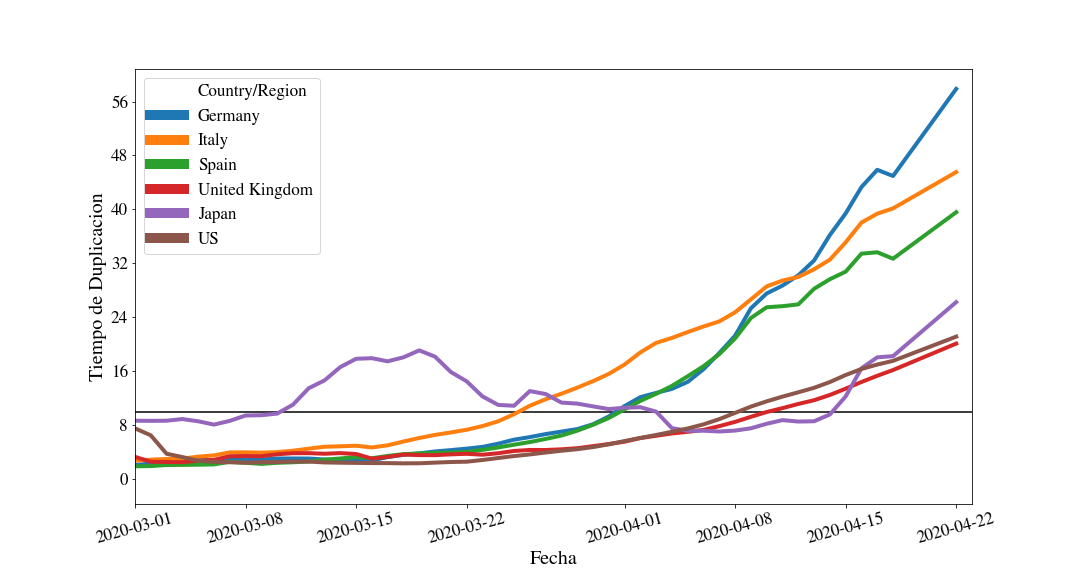 Country/Region
Germany
Italy
Spain
United Kingdom
Japan
US
Tiempo de Duplicacion
56
48
40
32
24
16
8
0
2020-03-01
2020-03-08
2020-03-15
2020-03-22
2020-04-01
2020-04-08
2020-04-15
2020-04-22
Fecha